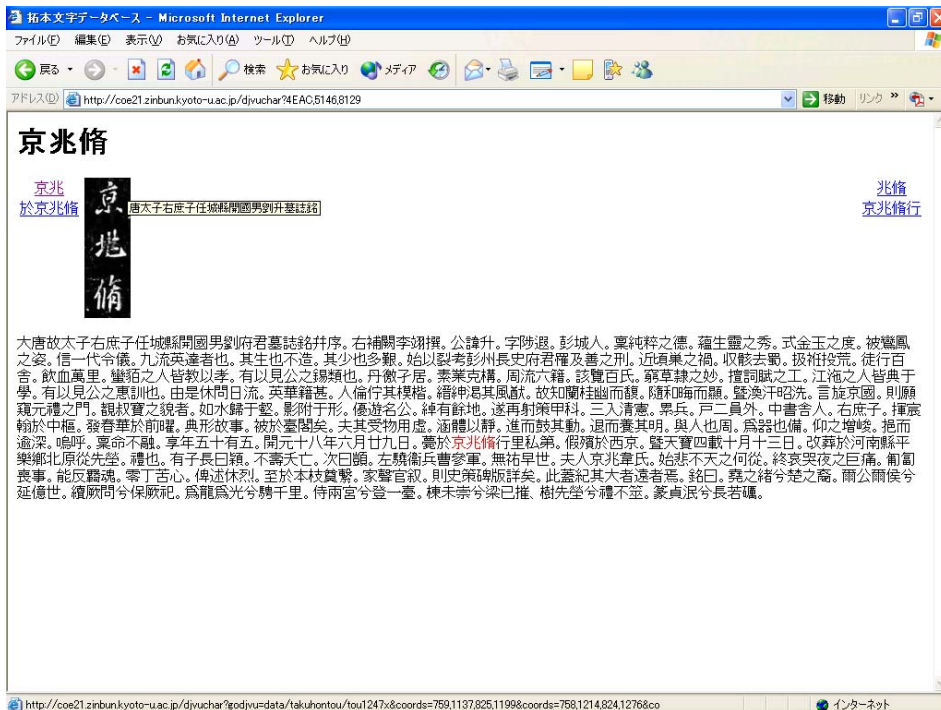 拓本文字データベース - Microsoft Internet Explorer
ファイル(F) 編集(E) 表示(V) お気に入り(A) ツール(T) ヘルプ(H)
戻る 検索 お気に入り メディア
アドレス(D) http://coe21.zinbun.kyoto-u.ac.jp/djvuchar?4EAC,5146,8129 移動 リンク »
京兆脩
京兆 兆脩
於京兆脩 京兆脩行
唐太子右庶子任城縣開國男劉升墓誌銘
京兆脩
大唐故太子右庶子任城縣開國男劉府君墓誌銘幷序。右補闕李翊撰。公諱升。字陟遐。彭城人。稟純粹之德。蘊生靈之秀。式金玉之度。被鸞鳳
之姿。信一代令儀。九流英達者也。其生也不造。其少也多艱。始以裂考彭州長史府君罹及善之刑。近頃巣之禍。収骸去蜀。扱衽投荒。徒行百
舎。飲血萬里。蠻貊之人皆教以孝。有以見公之錫類也。丹徼孑居。素業克構。周流六籍。該覽百氏。窮草隷之妙。擅詞賦之工。江淮之人皆典于
學。有以見公之惠訓也。由是休問日流。英華籍甚。人倫佇其模楷。縉紳渇其風猷。故知蘭桂幽而馥。隨和晦而顯。暨渙汗昭洗。言旋京國。則願
窺元禮之門。覩叔寶之貌者。如水歸于壑。影附于形。優遊名公。綽有餘地。遂再射策甲科。三入清憲。累兵。戸二員外。中書舎人。右庶子。揮宸
翰於中樞。發春華於前曜。典形故事。被於臺閣矣。夫其受物用虚。涵體以靜。進而鼓其動。退而養其明。與人也周。爲器也備。仰之增峻。挹而
逾深。嗚呼。稟命不融。享年五十有五。開元十八年六月廿九日。薨於京兆脩行里私第。假殯於西京。暨天寶四載十月十三日。改葬於河南縣平
樂鄉北原從先塋。禮也。有子長曰穎。不壽夭亡。次曰顗。左驍衞兵曹參軍。無祐早世。夫人京兆韋氏。始悲不天之何從。終哀哭夜之巨痛。匍匐
喪事。能反羈魂。零丁苦心。俾述休烈。至於本枝奠繫。家聲官叙。則史策碑版詳矣。此蓋紀其大者遠者焉。銘曰。堯之緒兮楚之裔。雨公雨侯兮
延億世。纘厥問兮保厥祀。爲龍爲光兮騁千里。侍兩宮兮登一臺。棟未崇兮梁已摧、樹先塋兮禮不莁。篆貞泯兮長若礪。
http://coe21.zinbun.kyoto-u.ac.jp/djvuchar?godjvu=data/takuhontou/tou1247x&coords=759,1137,825,1199&coords=758,1214,824,1276&co インターネット